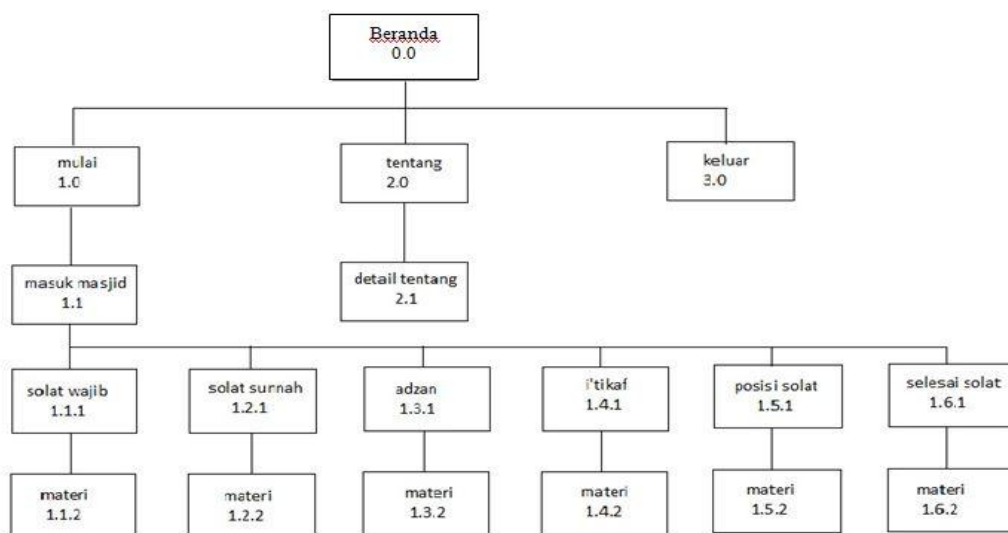 Beranda
0.0
mulai
1.0
tentang
2.0
keluar
3.0
masuk masjid
1.1
detail tentang
2.1
solat wajib
1.1.1
solat sunnah
1.2.1
adzan
1.3.1
i'tikaf
1.4.1
posisi solat
1.5.1
selesai solat
1.6.1
materi
1.1.2
materi
1.2.2
materi
1.3.2
materi
1.4.2
materi
1.5.2
materi
1.6.2